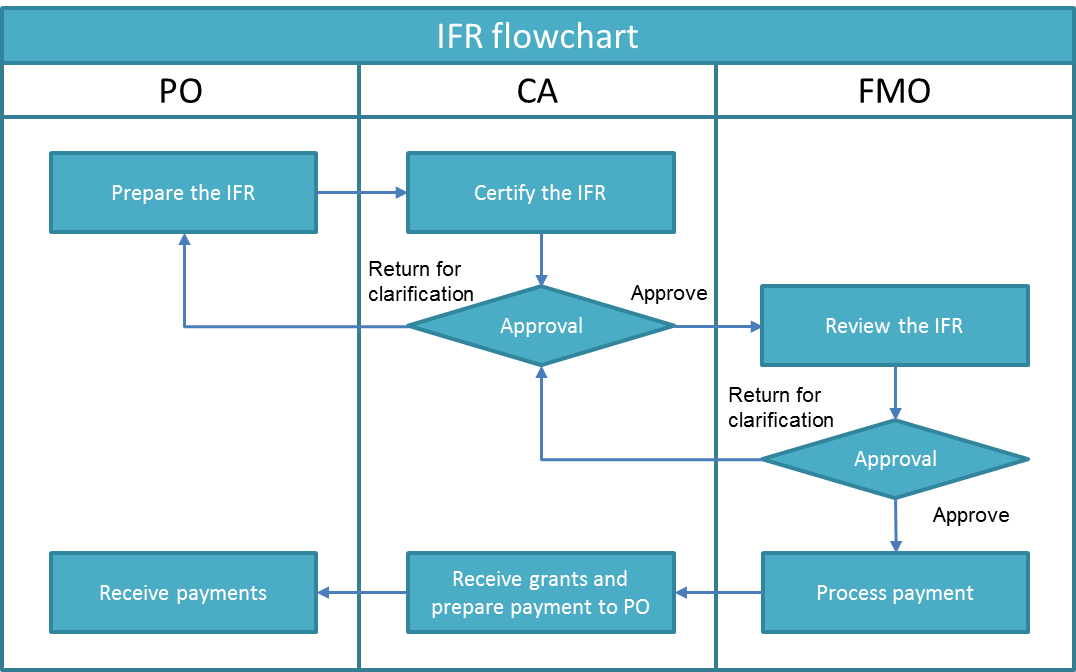 IFR flowchart
PO
CA
FMO
Prepare the IFR
Certify the IFR
Return for
clarification
Approve
Approval
Review the IFR
Return for
clarification
Approval
Approve
Receive payments
Receive grants and
prepare payment to PO
Process payment